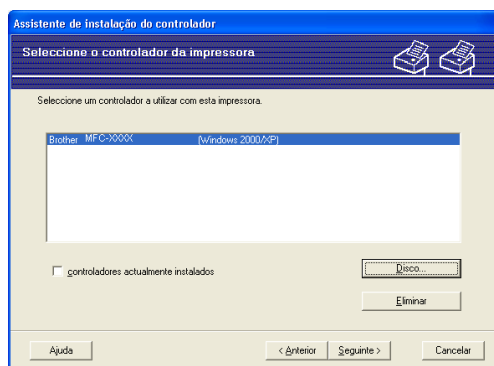 Assistente de instalação do controlador
Seleccione o controlador da impressora
Seleccione um controlador a utilizar com esta impressora.
Brother MFC-XXXX (Windows 2000/XP)
controladores actualmente instalados
Disco...
Eliminar
Ajuda < Anterior Seguinte > Cancelar